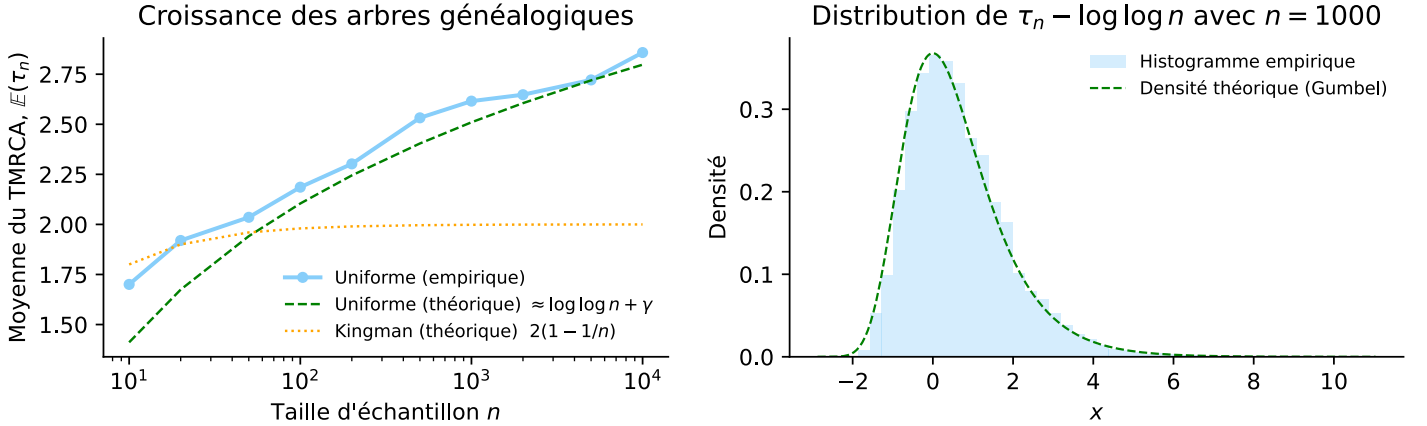 Croissance des arbres généalogiques
Moyenne du TMRCA, 𝔼(τₙ)
2.75
2.50
2.25
2.00
1.75
1.50
Uniforme (empirique)
Uniforme (théorique) ≈ log log n + γ
Kingman (théorique) 2(1 − 1/n)
10¹
10²
10³
10⁴
Taille d'échantillon n
Distribution de τₙ − log log n avec n = 1000
Histogramme empirique
Densité théorique (Gumbel)
Densité
0.3
0.2
0.1
0.0
−2
0
2
4
6
8
10
x